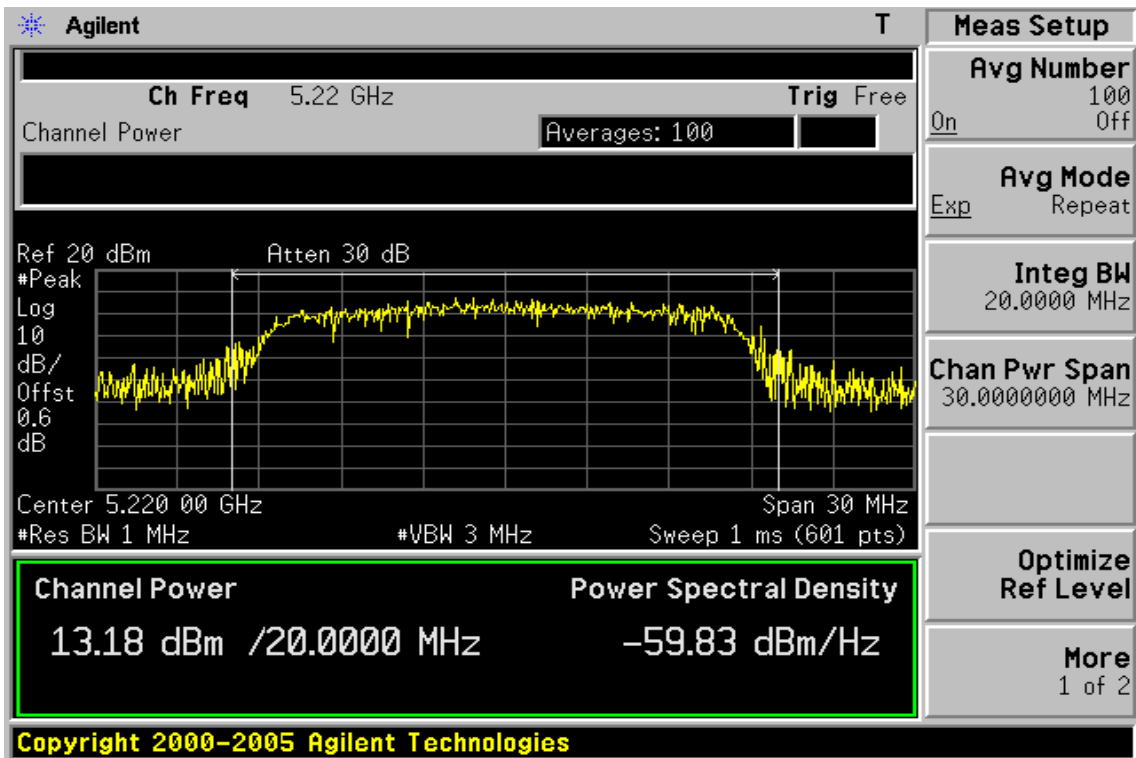 Agilent
T
Ch Freq 5.22 GHz
Trig Free
Channel Power
Averages: 100
Ref 20 dBm
Atten 30 dB
#Peak
Log
10
dB/
Offst
0.6
dB
Center 5.220 00 GHz
Span 30 MHz
#Res BW 1 MHz
#VBW 3 MHz
Sweep 1 ms (601 pts)
Channel Power
Power Spectral Density
13.18 dBm /20.0000 MHz
-59.83 dBm/Hz
Copyright 2000-2005 Agilent Technologies
Meas Setup
Avg Number
100
On Off
Avg Mode
Exp Repeat
Integ BW
20.0000 MHz
Chan Pwr Span
30.0000000 MHz
Optimize
Ref Level
More
1 of 2